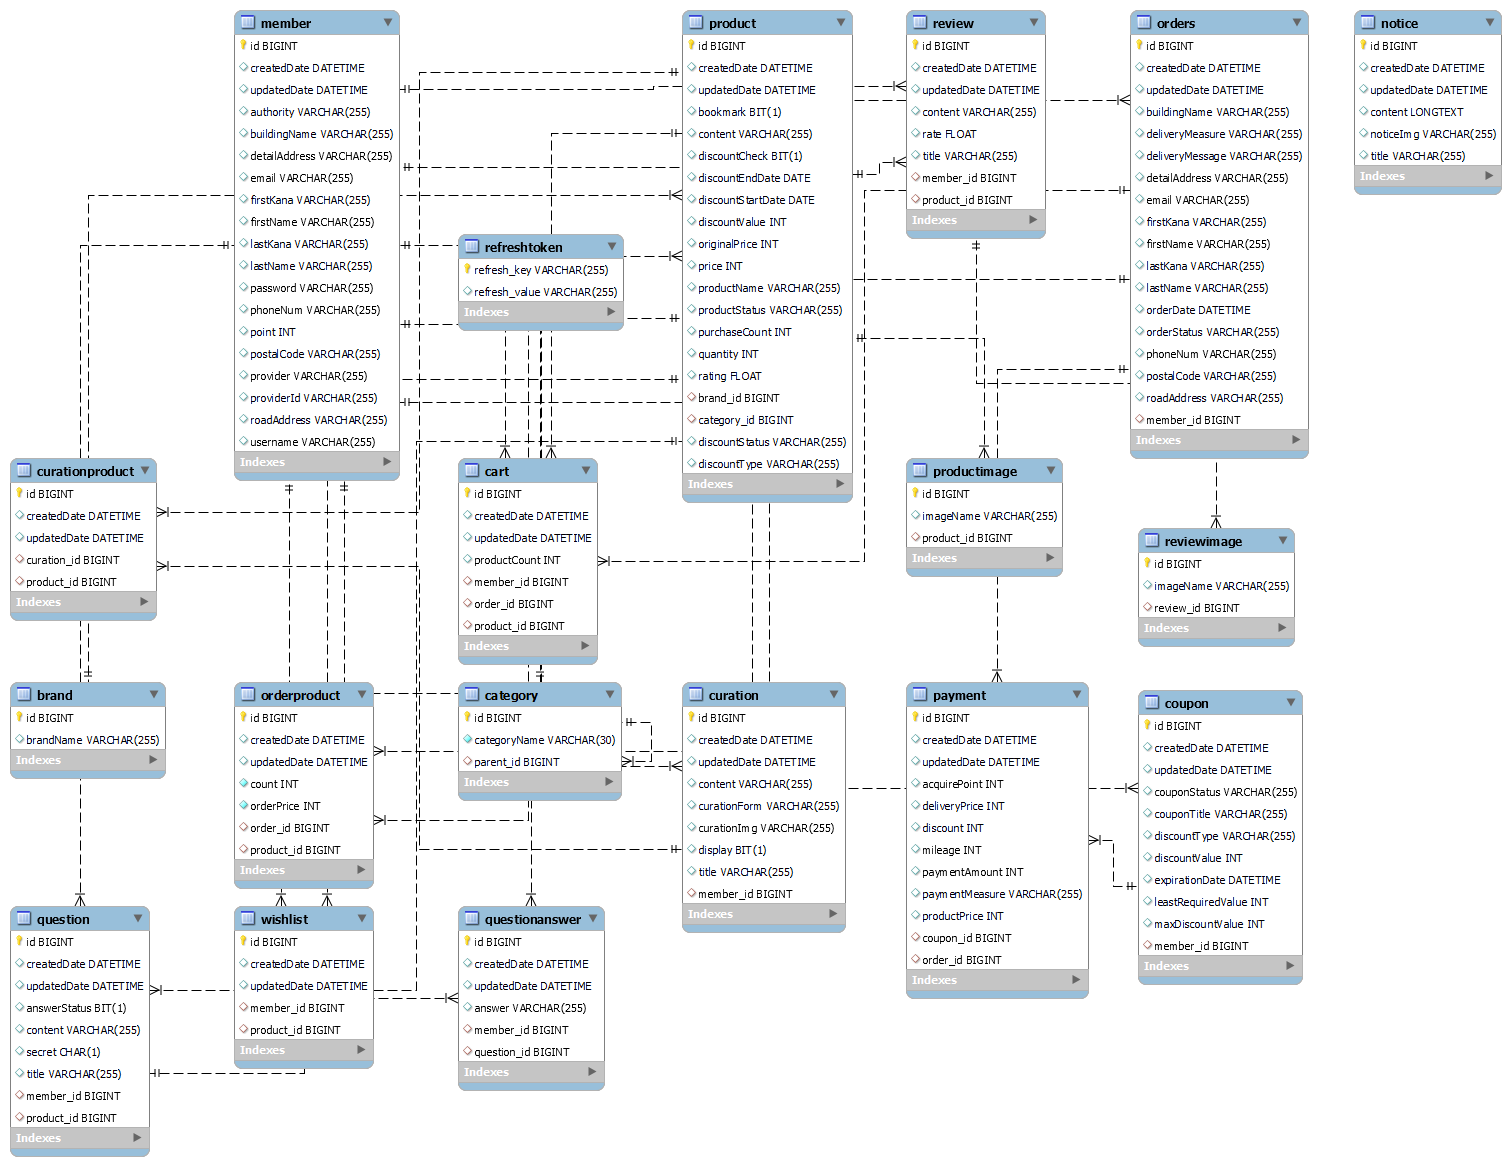 member
id BIGINT
createdDate DATETIME
updatedDate DATETIME
authority VARCHAR(255)
buildingName VARCHAR(255)
detailAddress VARCHAR(255)
email VARCHAR(255)
firstKana VARCHAR(255)
firstName VARCHAR(255)
lastKana VARCHAR(255)
lastName VARCHAR(255)
password VARCHAR(255)
phoneNum VARCHAR(255)
point INT
postalCode VARCHAR(255)
provider VARCHAR(255)
providerId VARCHAR(255)
roadAddress VARCHAR(255)
username VARCHAR(255)
Indexes
product
id BIGINT
createdDate DATETIME
updatedDate DATETIME
bookmark BIT(1)
content VARCHAR(255)
discountCheck BIT(1)
discountEndDate DATE
discountStartDate DATE
discountValue INT
originalPrice INT
price INT
productName VARCHAR(255)
productStatus VARCHAR(255)
purchaseCount INT
quantity INT
rating FLOAT
brand_id BIGINT
category_id BIGINT
discountStatus VARCHAR(255)
discountType VARCHAR(255)
Indexes
review
id BIGINT
createdDate DATETIME
updatedDate DATETIME
content VARCHAR(255)
rate FLOAT
title VARCHAR(255)
member_id BIGINT
product_id BIGINT
Indexes
orders
id BIGINT
createdDate DATETIME
updatedDate DATETIME
buildingName VARCHAR(255)
deliveryMeasure VARCHAR(255)
deliveryMessage VARCHAR(255)
detailAddress VARCHAR(255)
email VARCHAR(255)
firstKana VARCHAR(255)
firstName VARCHAR(255)
lastKana VARCHAR(255)
lastName VARCHAR(255)
orderDate DATETIME
orderStatus VARCHAR(255)
phoneNum VARCHAR(255)
postalCode VARCHAR(255)
roadAddress VARCHAR(255)
member_id BIGINT
Indexes
notice
id BIGINT
createdDate DATETIME
updatedDate DATETIME
content LONGTEXT
noticeImg VARCHAR(255)
title VARCHAR(255)
Indexes
refreshtoken
refresh_key VARCHAR(255)
refresh_value VARCHAR(255)
Indexes
curationproduct
id BIGINT
createdDate DATETIME
updatedDate DATETIME
curation_id BIGINT
product_id BIGINT
Indexes
cart
id BIGINT
createdDate DATETIME
updatedDate DATETIME
productCount INT
member_id BIGINT
order_id BIGINT
product_id BIGINT
Indexes
productimage
id BIGINT
imageName VARCHAR(255)
product_id BIGINT
Indexes
reviewimage
id BIGINT
imageName VARCHAR(255)
review_id BIGINT
Indexes
brand
id BIGINT
brandName VARCHAR(255)
Indexes
orderproduct
id BIGINT
createdDate DATETIME
updatedDate DATETIME
count INT
orderPrice INT
order_id BIGINT
product_id BIGINT
Indexes
category
id BIGINT
categoryName VARCHAR(30)
parent_id BIGINT
Indexes
curation
id BIGINT
createdDate DATETIME
updatedDate DATETIME
content VARCHAR(255)
curationForm VARCHAR(255)
curationImg VARCHAR(255)
display BIT(1)
title VARCHAR(255)
member_id BIGINT
Indexes
payment
id BIGINT
createdDate DATETIME
updatedDate DATETIME
acquirePoint INT
deliveryPrice INT
discount INT
mileage INT
paymentAmount INT
paymentMeasure VARCHAR(255)
productPrice INT
coupon_id BIGINT
order_id BIGINT
Indexes
coupon
id BIGINT
createdDate DATETIME
updatedDate DATETIME
couponStatus VARCHAR(255)
couponTitle VARCHAR(255)
discountType VARCHAR(255)
discountValue INT
expirationDate DATETIME
leastRequiredValue INT
maxDiscountValue INT
member_id BIGINT
Indexes
question
id BIGINT
createdDate DATETIME
updatedDate DATETIME
answerStatus BIT(1)
content VARCHAR(255)
secret CHAR(1)
title VARCHAR(255)
member_id BIGINT
product_id BIGINT
Indexes
wishlist
id BIGINT
createdDate DATETIME
updatedDate DATETIME
member_id BIGINT
product_id BIGINT
Indexes
questionanswer
id BIGINT
createdDate DATETIME
updatedDate DATETIME
answer VARCHAR(255)
member_id BIGINT
question_id BIGINT
Indexes